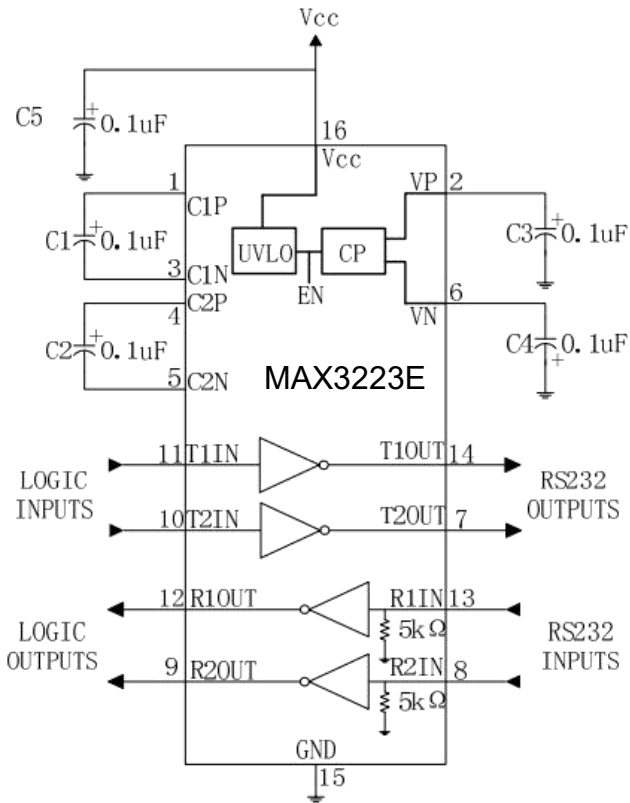 Vcc
C5
+
0.1uF
16
Vcc
1
C1P
VP
2
C1
+
0.1uF
UVLO
CP
C3
+
0.1uF
3
C1N
EN
C2P
4
6
VN
C2
+
0.1uF
C4
0.1uF
+
5
C2N
MAX3223E
LOGIC
INPUTS
11
T1IN
T1OUT
14
10
T2IN
T2OUT
7
RS232
OUTPUTS
LOGIC
OUTPUTS
12
R1OUT
R1IN
13
5kΩ
9
R2OUT
R2IN
8
5kΩ
RS232
INPUTS
GND
15